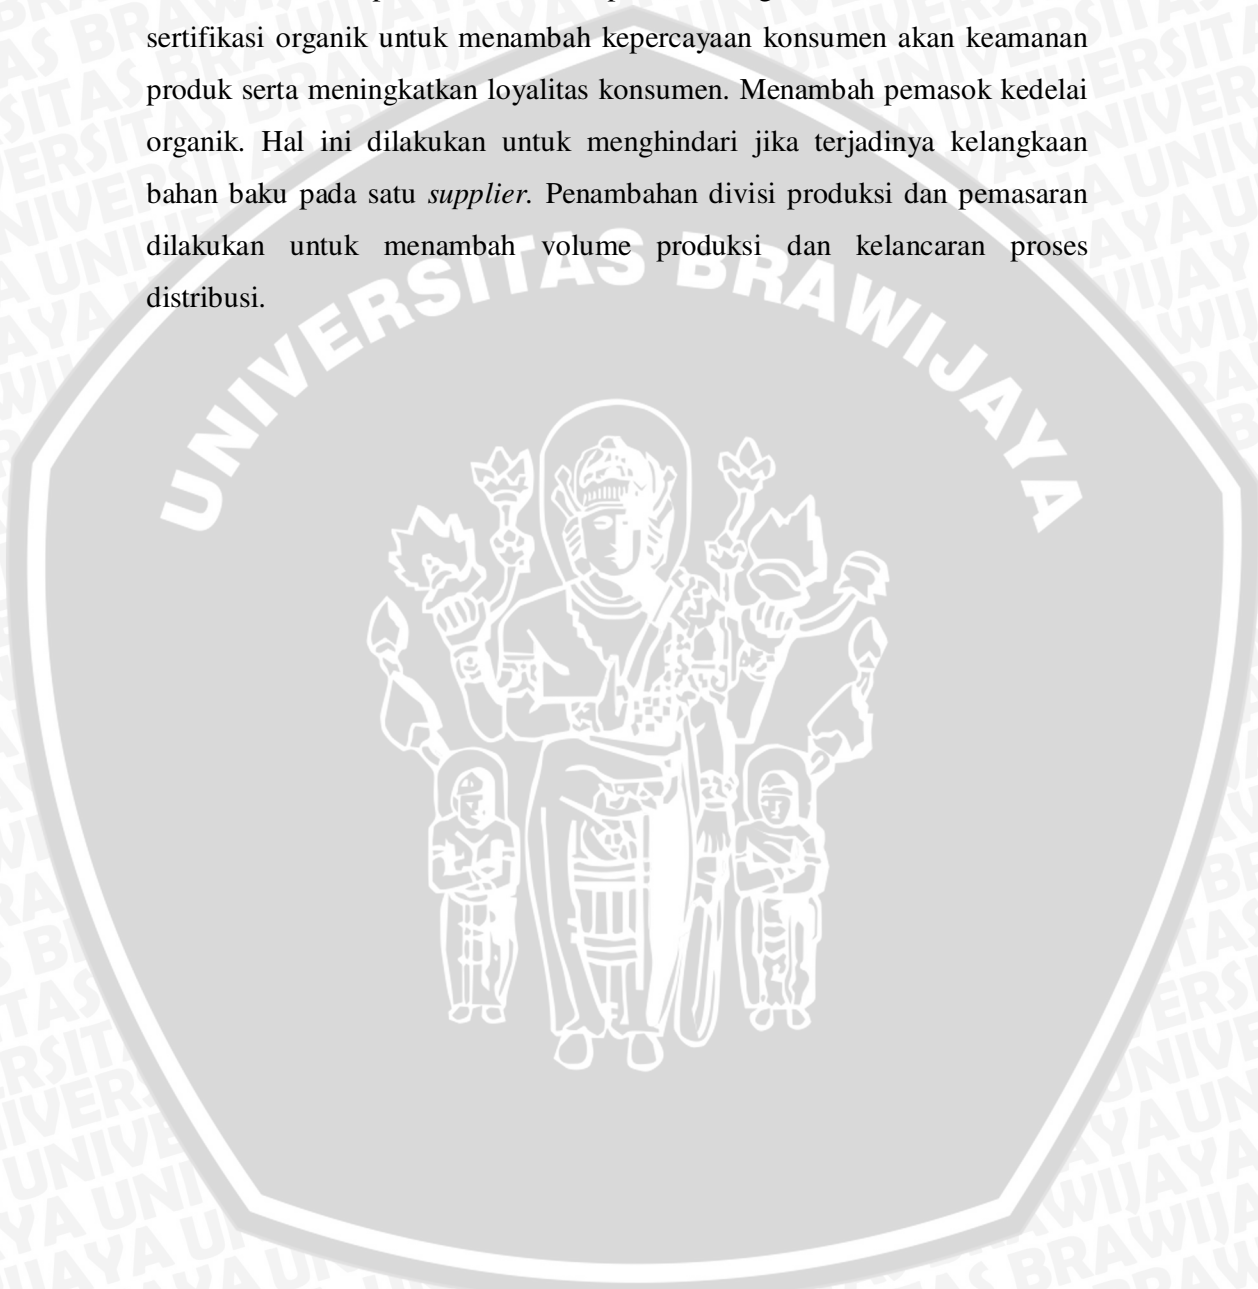 sertifikasi organik untuk menambah kepercayaan konsumen akan keamanan
produk serta meningkatkan loyalitas konsumen. Menambah pemasok kedelai
organik. Hal ini dilakukan untuk menghindari jika terjadinya kelangkaan
bahan baku pada satu supplier. Penambahan divisi produksi dan pemasaran
dilakukan untuk menambah volume produksi dan kelancaran proses
distribusi.
UNIVERSITAS BRAWIJAYA